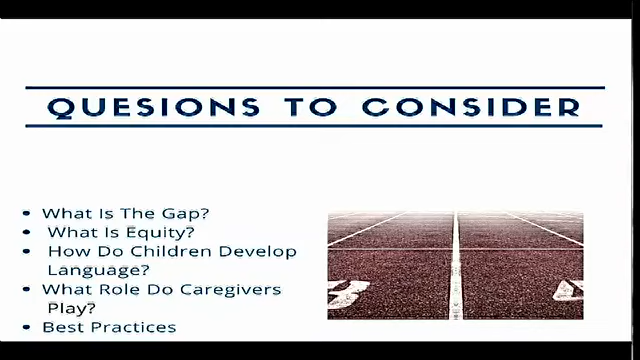 QUESIONS TO CONSIDER
• What Is The Gap?
• What Is Equity?
• How Do Children Develop
Language?
• What Role Do Caregivers
Play?
• Best Practices